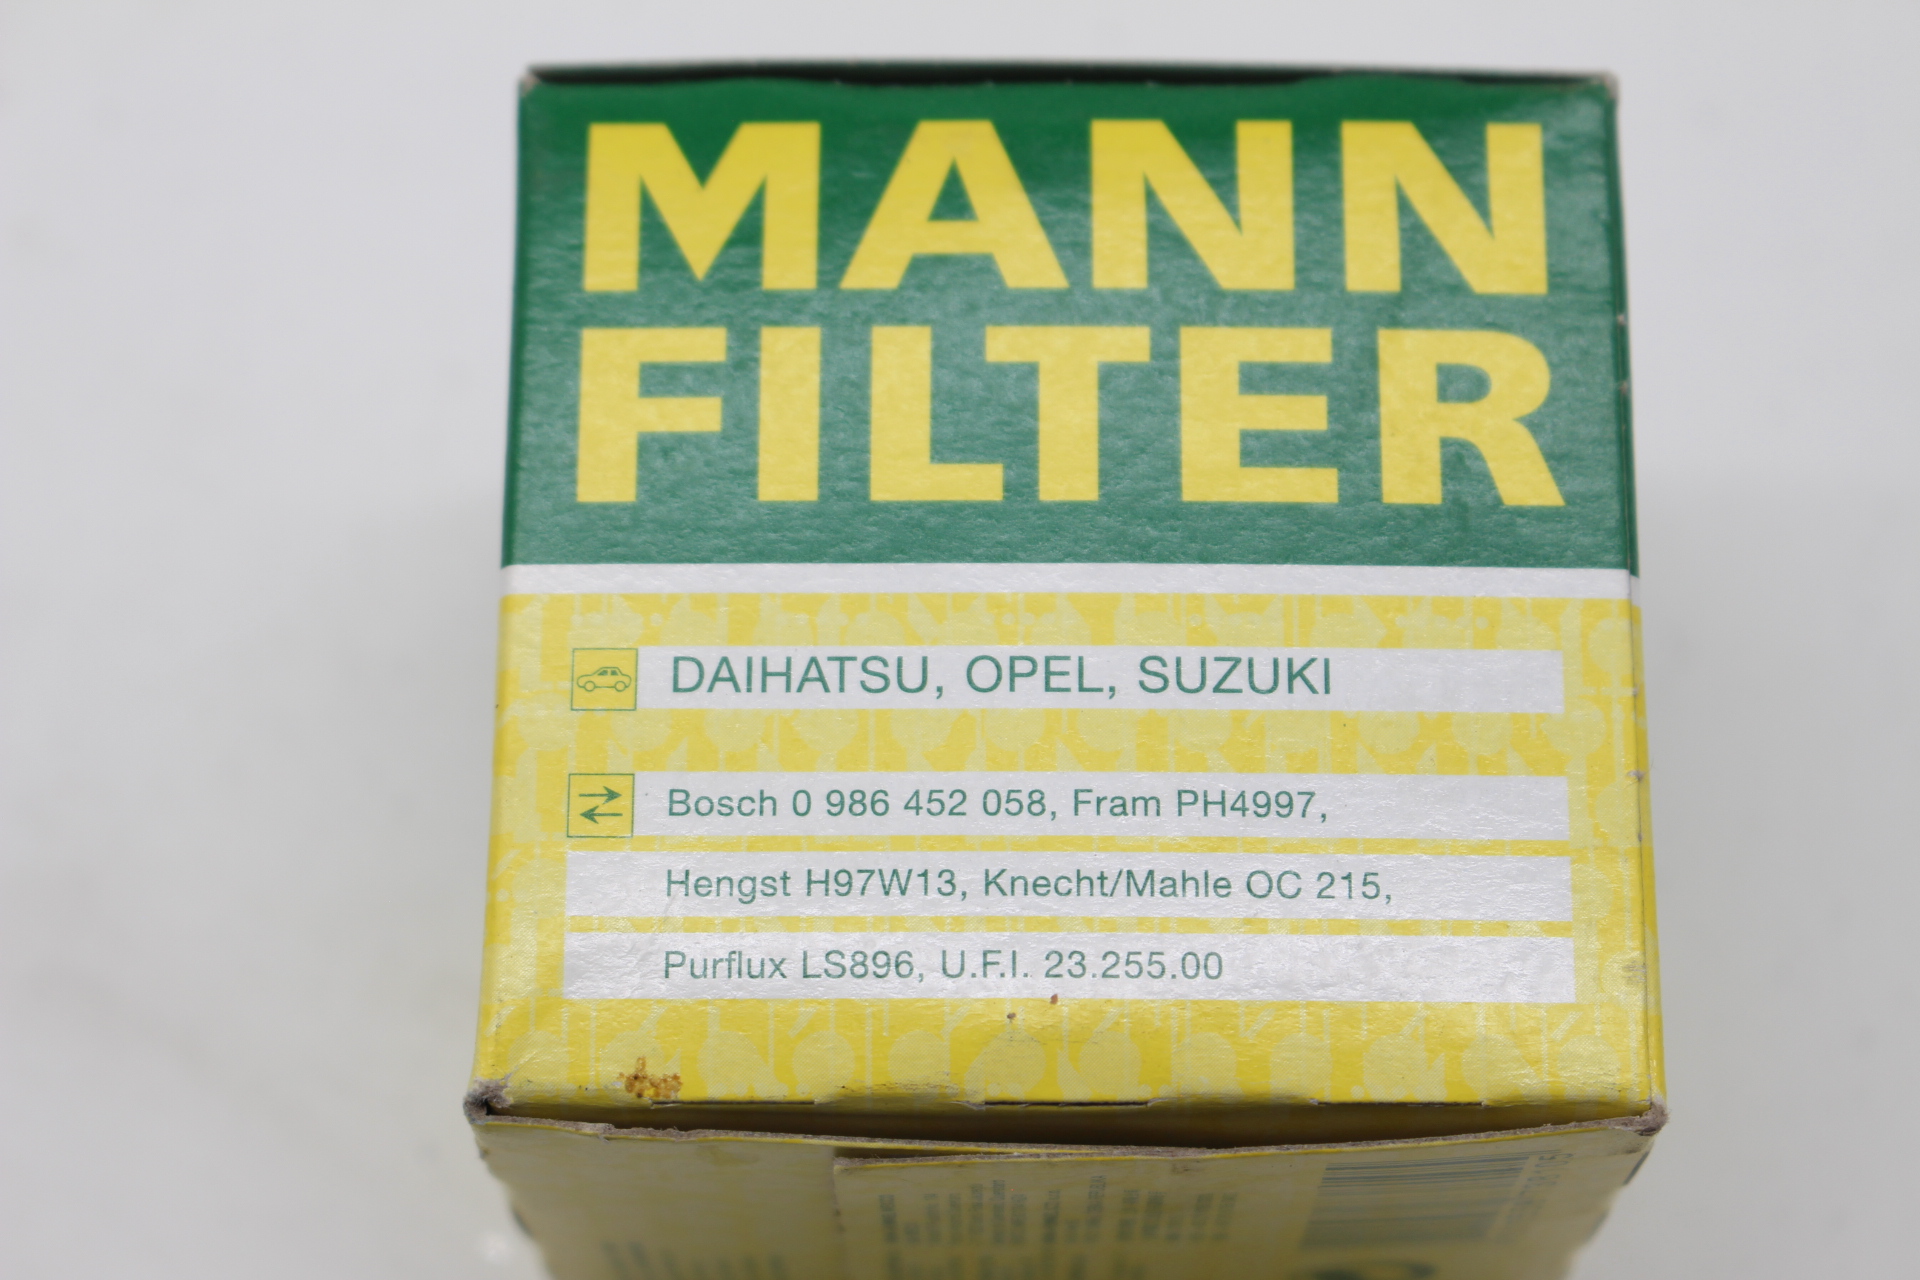 MANN
FILTER
DAIHATSU, OPEL, SUZUKI
Bosch 0 986 452 058, Fram PH4997,
Hengst H97W13, Knecht/Mahle OC 215,
Purflux LS896, U.F.I. 23.255.00